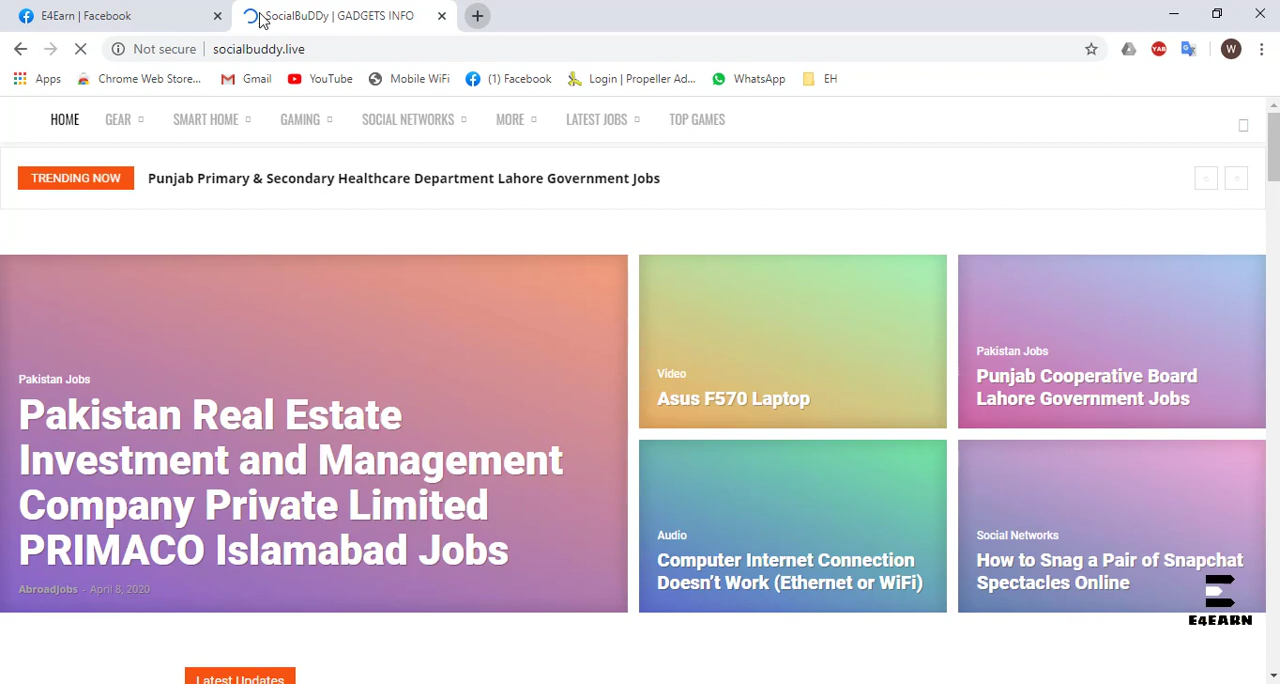 E4Earn | Facebook
SocialBuDDy | GADGETS INFO
Not secure
socialbuddy.live
W
Apps
Chrome Web Store...
Gmail
YouTube
Mobile WiFi
(1) Facebook
Login | Propeller Ad...
WhatsApp
EH
HOME
GEAR
SMART HOME
GAMING
SOCIAL NETWORKS
MORE
LATEST JOBS
TOP GAMES
TRENDING NOW
Punjab Primary & Secondary Healthcare Department Lahore Government Jobs
Pakistan Jobs
Pakistan Real Estate
Investment and Management
Company Private Limited
PRIMACO Islamabad Jobs
AbroadJobs - April 8, 2020
Video
Asus F570 Laptop
Pakistan Jobs
Punjab Cooperative Board
Lahore Government Jobs
Audio
Computer Internet Connection
Doesn’t Work (Ethernet or WiFi)
Social Networks
How to Snag a Pair of Snapchat
Spectacles Online
E4EARN
Latest Updates